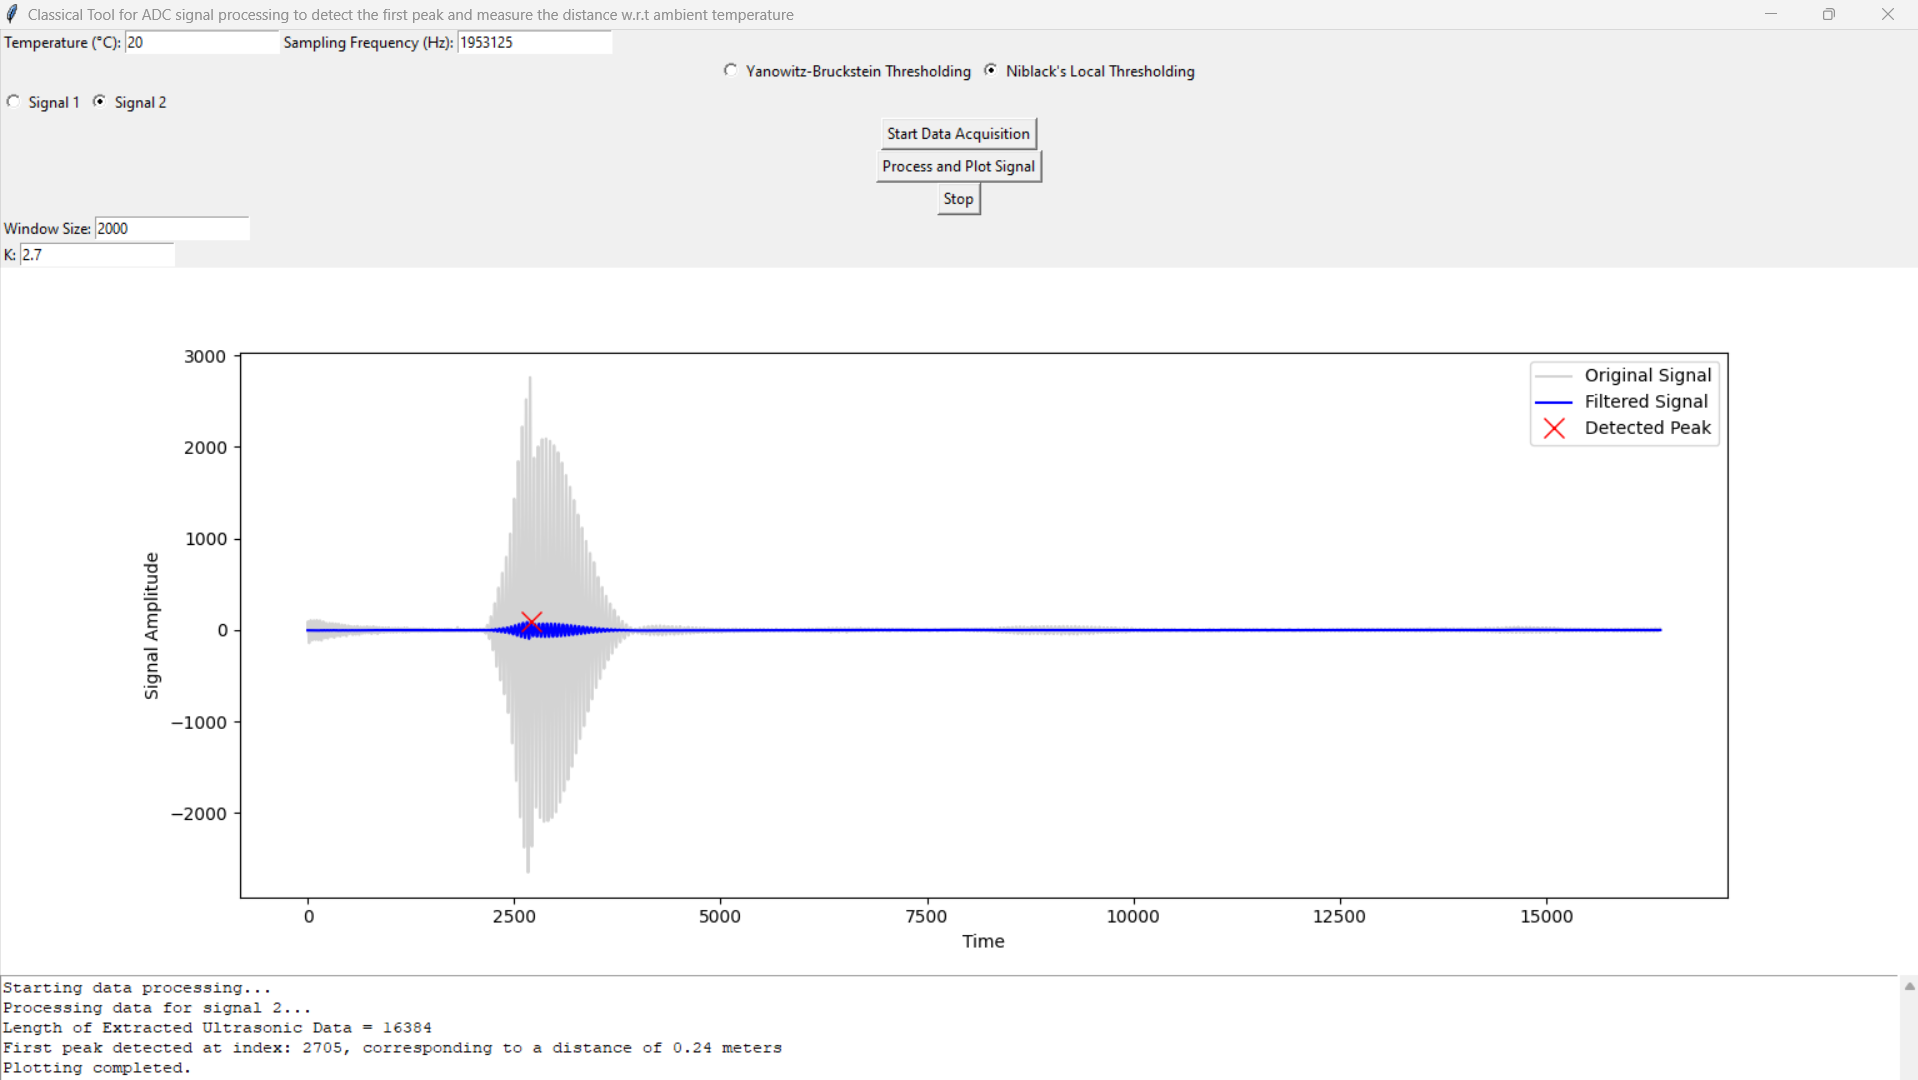 Classical Tool for ADC signal processing to detect the first peak and measure the distance w.r.t ambient temperature
Temperature (°C): 20 Sampling Frequency (Hz): 1953125
Yanowitz-Bruckstein Thresholding Niblack's Local Thresholding
Signal 1 Signal 2
Start Data Acquisition
Process and Plot Signal
Stop
Window Size: 2000
K: 2.7
3000
2000
1000
0
−1000
−2000
Signal Amplitude
Original Signal
Filtered Signal
Detected Peak
0 2500 5000 7500 10000 12500 15000
Time
Starting data processing...
Processing data for signal 2...
Length of Extracted Ultrasonic Data = 16384
First peak detected at index: 2705, corresponding to a distance of 0.24 meters
Plotting completed.